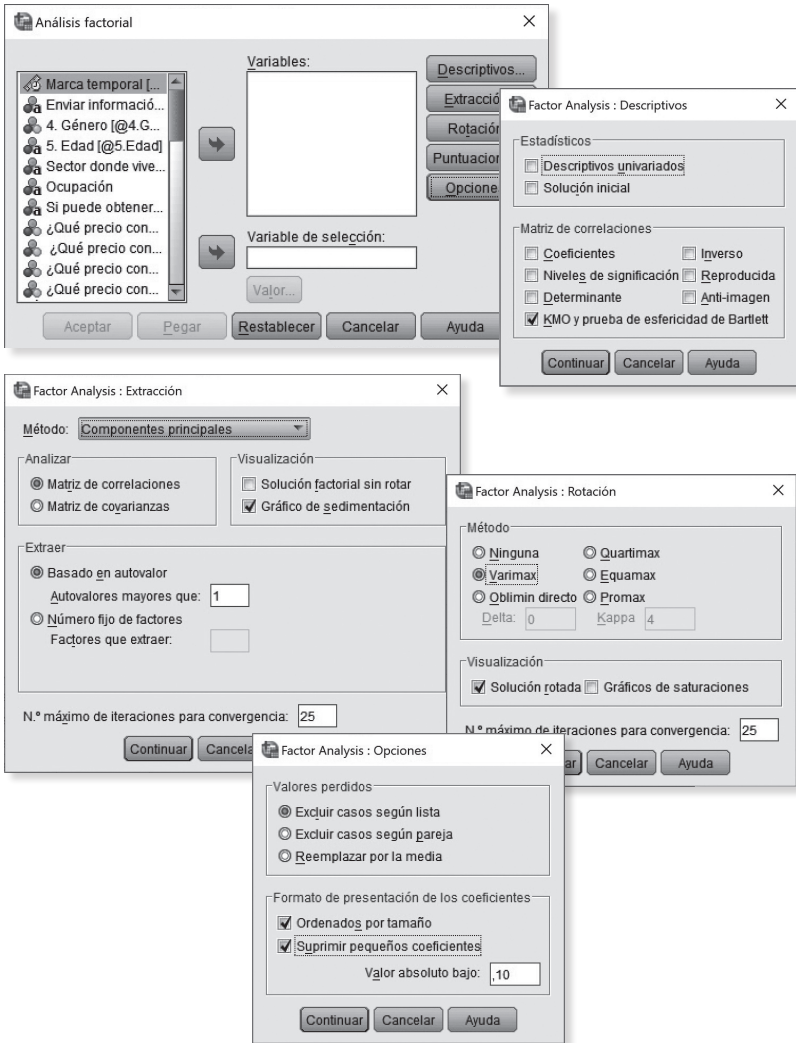 Análisis factorial
Variables:
Marca temporal [...
Enviar informació...
4. Género [@4.G...
5. Edad [@5.Edad]
Sector donde vive...
Ocupación
Si puede obtener...
¿Qué precio con...
¿Qué precio con...
¿Qué precio con...
¿Qué precio con...
Variable de selección:
Valor...
Descriptivos...
Extracció
Rotación
Puntuacion
Opcione
Aceptar
Pegar
Restablecer
Cancelar
Ayuda
Factor Analysis : Descriptivos
Estadísticos
Descriptivos univariados
Solución inicial
Matriz de correlaciones
Coeficientes
Inverso
Niveles de significación
Reproducida
Determinante
Anti-imagen
KMO y prueba de esfericidad de Bartlett
Continuar
Cancelar
Ayuda
Factor Analysis : Extracción
Método: Componentes principales
Analizar
Matriz de correlaciones
Matriz de covarianzas
Visualización
Solución factorial sin rotar
Gráfico de sedimentación
Extraer
Basado en autovalor
Autovalores mayores que: 1
Número fijo de factores
Factores que extraer:
N.º máximo de iteraciones para convergencia: 25
Continuar
Cancela
Factor Analysis : Rotación
Método
Ninguna
Quartimax
Varimax
Equamax
Oblimin directo
Promax
Delta: 0
Kappa 4
Visualización
Solución rotada
Gráficos de saturaciones
N.º máximo de iteraciones para convergencia: 25
ar
Cancelar
Ayuda
Factor Analysis : Opciones
Valores perdidos
Excluir casos según lista
Excluir casos según pareja
Reemplazar por la media
Formato de presentación de los coeficientes
Ordenados por tamaño
Suprimir pequeños coeficientes
Valor absoluto bajo: ,10
Continuar
Cancelar
Ayuda